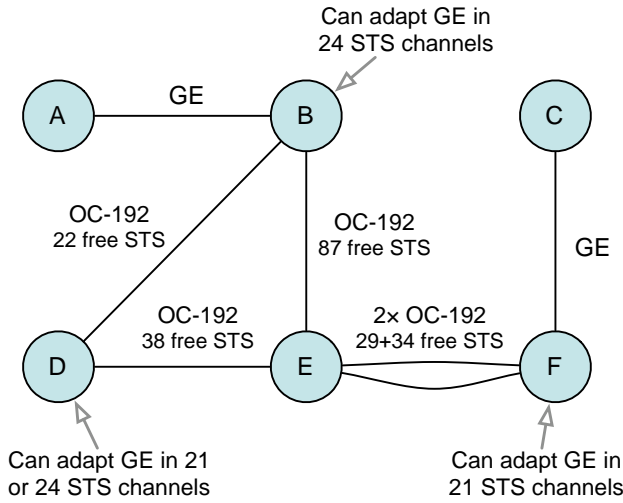 Can adapt GE in
24 STS channels
A
GE
B
C
OC-192
22 free STS
OC-192
87 free STS
GE
OC-192
38 free STS
2× OC-192
29+34 free STS
D
E
F
Can adapt GE in 21
or 24 STS channels
Can adapt GE in
21 STS channels